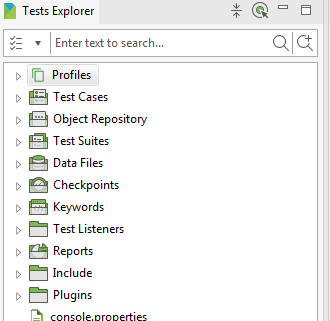 Tests Explorer
Enter text to search...
Profiles
Test Cases
Object Repository
Test Suites
Data Files
Checkpoints
Keywords
Test Listeners
Reports
Include
Plugins
console.properties